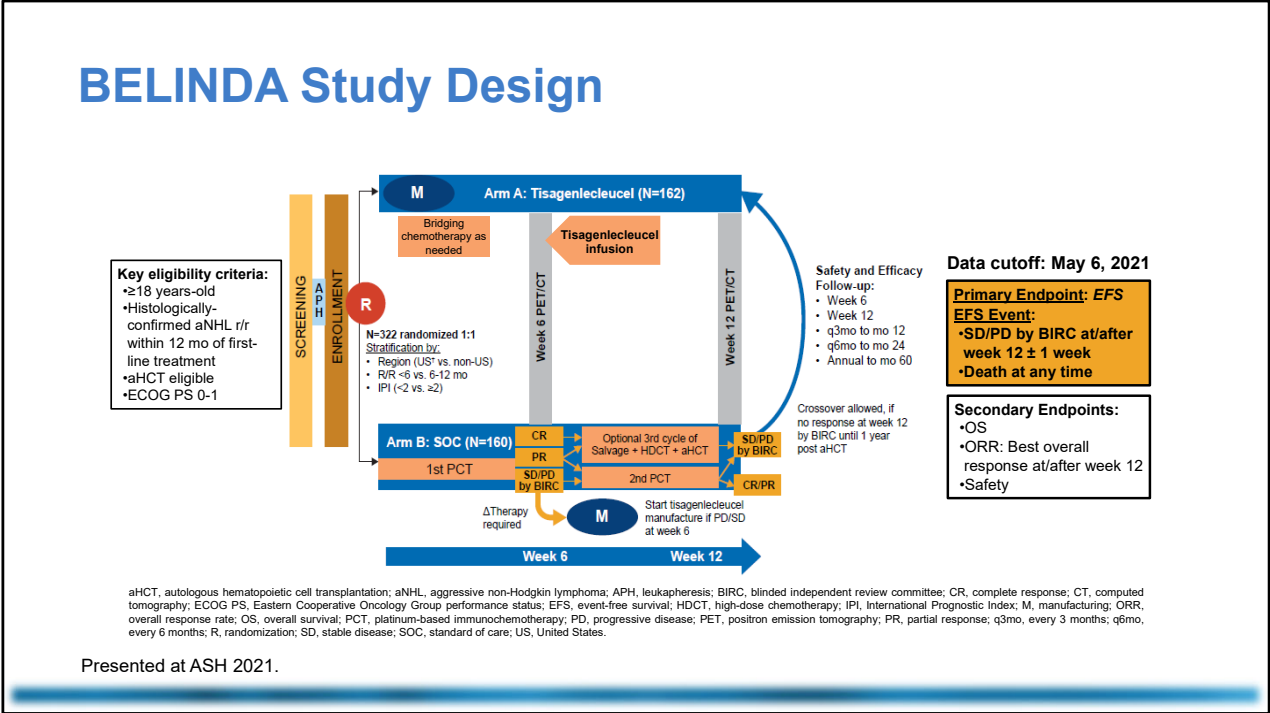 BELINDA Study Design
Key eligibility criteria:
•≥18 years-old
•Histologically-
confirmed aNHL r/r
within 12 mo of first-
line treatment
•aHCT eligible
•ECOG PS 0-1
SCREENING
APH
ENROLLMENT
R
N=322 randomized 1:1
Stratification by:
• Region (US† vs. non-US)
• R/R <6 vs. 6-12 mo
• IPI (<2 vs. ≥2)
M
Arm A: Tisagenlecleucel (N=162)
Bridging
chemotherapy as
needed
Week 6 PET/CT
Tisagenlecleucel
infusion
Week 12 PET/CT
Arm B: SOC (N=160)
1st PCT
CR
PR
SD/PD
by BIRC
Optional 3rd cycle of
Salvage + HDCT + aHCT
2nd PCT
SD/PD
by BIRC
CR/PR
ΔTherapy
required
M
Start tisagenlecleucel
manufacture if PD/SD
at week 6
Week 6
Week 12
Safety and Efficacy
Follow-up:
• Week 6
• Week 12
• q3mo to mo 12
• q6mo to mo 24
• Annual to mo 60
Crossover allowed, if
no response at week 12
by BIRC until 1 year
post aHCT
Data cutoff: May 6, 2021
Primary Endpoint: EFS
EFS Event:
•SD/PD by BIRC at/after
week 12 ± 1 week
•Death at any time
Secondary Endpoints:
•OS
•ORR: Best overall
response at/after week 12
•Safety
aHCT, autologous hematopoietic cell transplantation; aNHL, aggressive non-Hodgkin lymphoma; APH, leukapheresis; BIRC, blinded independent review committee; CR, complete response; CT, computed
tomography; ECOG PS, Eastern Cooperative Oncology Group performance status; EFS, event-free survival; HDCT, high-dose chemotherapy; IPI, International Prognostic Index; M, manufacturing; ORR,
overall response rate; OS, overall survival; PCT, platinum-based immunochemotherapy; PD, progressive disease; PET, positron emission tomography; PR, partial response; q3mo, every 3 months; q6mo,
every 6 months; R, randomization; SD, stable disease; SOC, standard of care; US, United States.
Presented at ASH 2021.